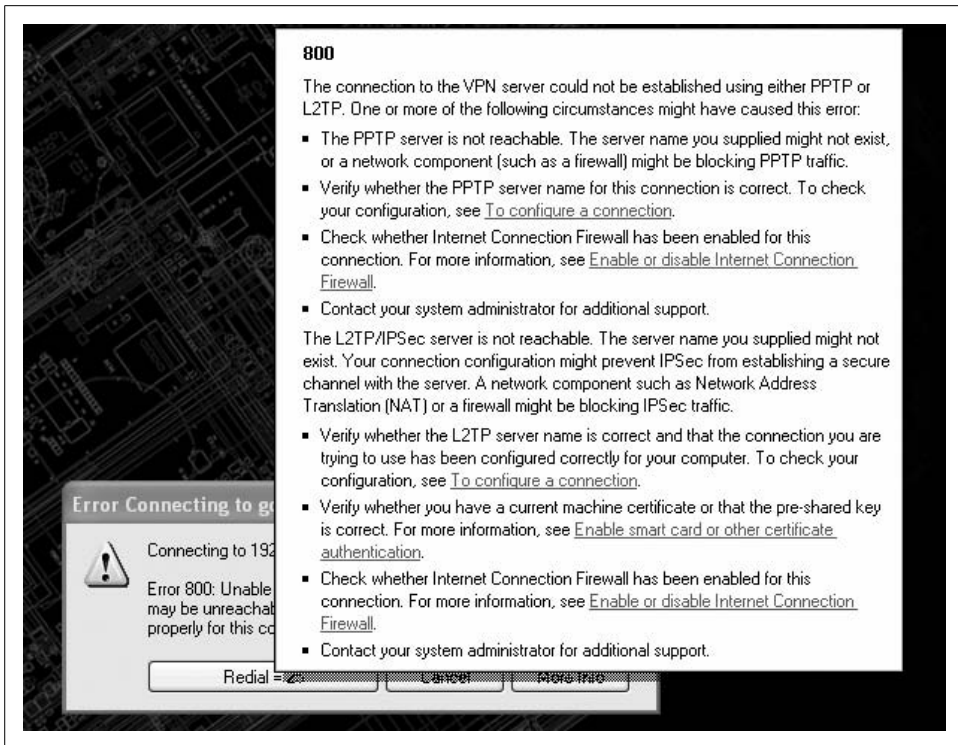 800
The connection to the VPN server could not be established using either PPTP or
L2TP. One or more of the following circumstances might have caused this error:
▪ The PPTP server is not reachable. The server name you supplied might not exist,
or a network component (such as a firewall) might be blocking PPTP traffic.
▪ Verify whether the PPTP server name for this connection is correct. To check
your configuration, see To configure a connection.
▪ Check whether Internet Connection Firewall has been enabled for this
connection. For more information, see Enable or disable Internet Connection
Firewall.
▪ Contact your system administrator for additional support.
The L2TP/IPSec server is not reachable. The server name you supplied might not
exist. Your connection configuration might prevent IPSec from establishing a secure
channel with the server. A network component such as Network Address
Translation (NAT) or a firewall might be blocking IPSec traffic.
▪ Verify whether the L2TP server name is correct and that the connection you are
trying to use has been configured correctly for your computer. To check your
configuration, see To configure a connection.
▪ Verify whether you have a current machine certificate or that the pre-shared key
is correct. For more information, see Enable smart card or other certificate
authentication.
▪ Check whether Internet Connection Firewall has been enabled for this
connection. For more information, see Enable or disable Internet Connection
Firewall.
▪ Contact your system administrator for additional support.
Error Connecting to
Connecting to 192
Error 800: Unable
may be
properly for this
Redial = 25
Cancel
More Info